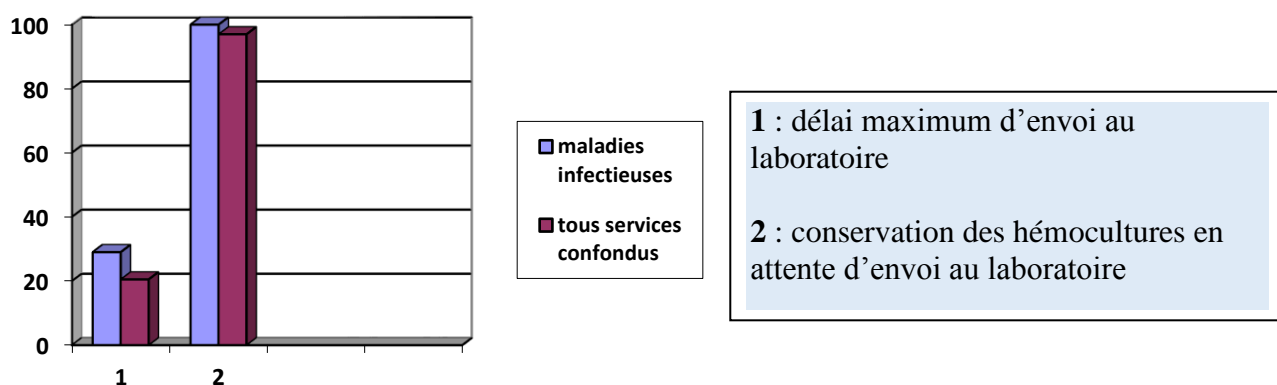 100
80
60
40
20
0
1
2
maladies
infectieuses
tous services
confondus
1 : délai maximum d’envoi au
laboratoire
2 : conservation des hémocultures en
attente d’envoi au laboratoire